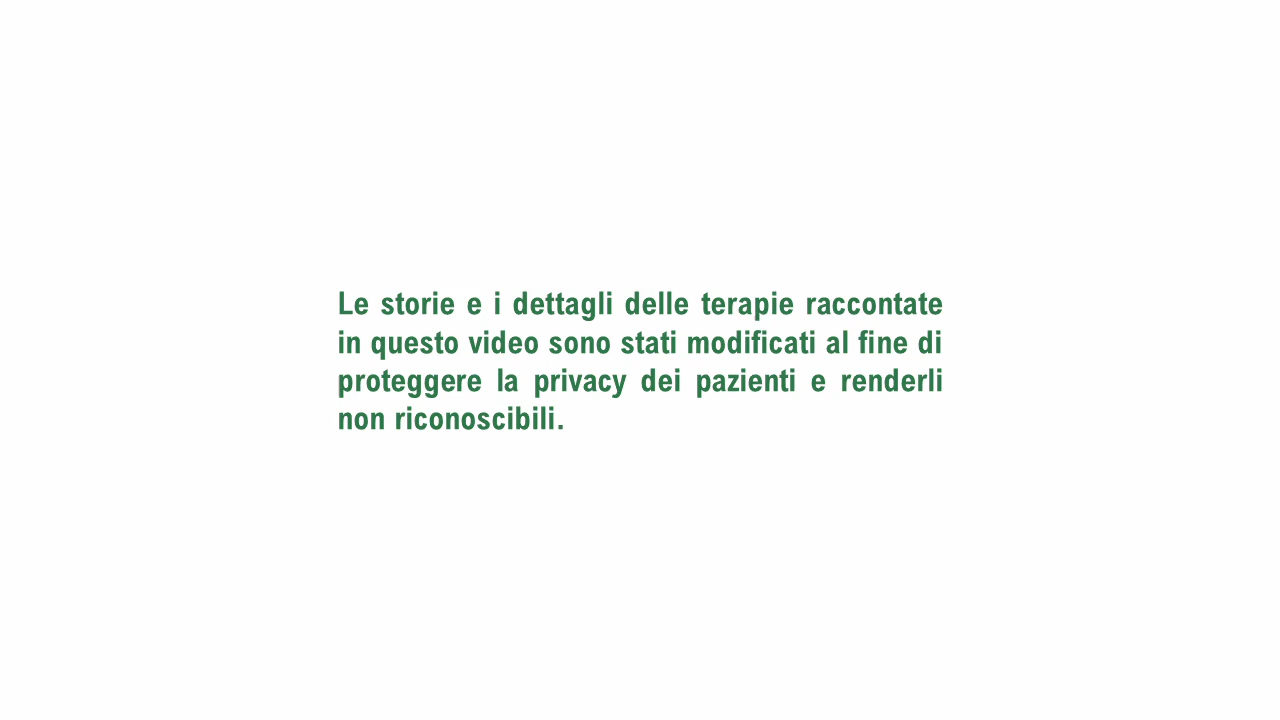 Le storie e i dettagli delle terapie raccontate
in questo video sono stati modificati al fine di
proteggere la privacy dei pazienti e renderli
non riconoscibili.